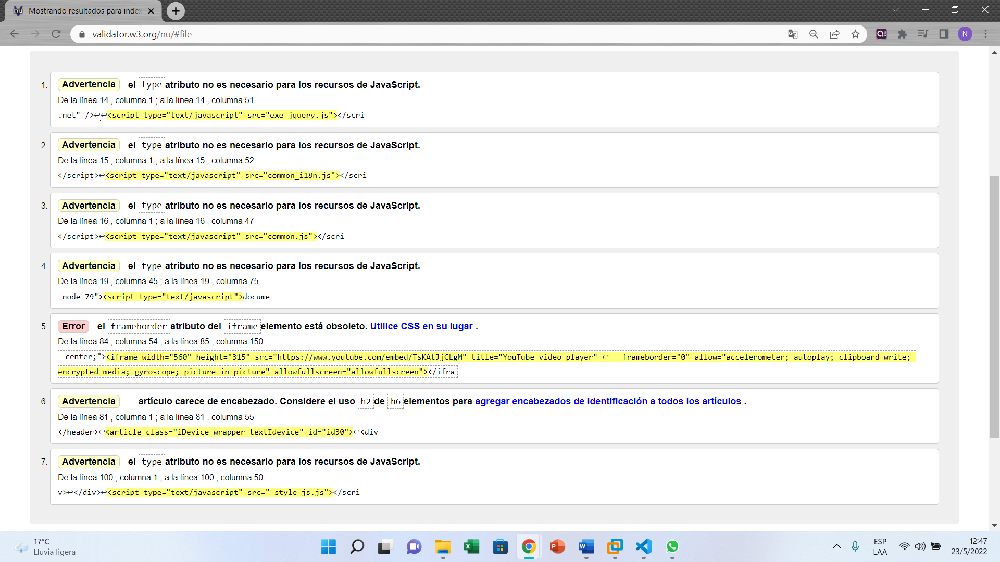 Mostrando resultados para index
validator.w3.org/nu/#file
N
1. Advertencia el type atributo no es necesario para los recursos de JavaScript.
De la línea 14 , columna 1 ; a la línea 14 , columna 51
.net" />↩↩<script type="text/javascript" src="exe_jquery.js"></scri
2. Advertencia el type atributo no es necesario para los recursos de JavaScript.
De la línea 15 , columna 1 ; a la línea 15 , columna 52
</script>↩<script type="text/javascript" src="common_i18n.js"></scri
3. Advertencia el type atributo no es necesario para los recursos de JavaScript.
De la línea 16 , columna 1 ; a la línea 16 , columna 47
</script>↩<script type="text/javascript" src="common.js"></scri
4. Advertencia el type atributo no es necesario para los recursos de JavaScript.
De la línea 19 , columna 45 ; a la línea 19 , columna 75
-node-79"><script type="text/javascript">docume
5. Error el frameborder atributo del iframe elemento está obsoleto. Utilice CSS en su lugar .
De la línea 84 , columna 54 ; a la línea 85 , columna 150
center;"><iframe width="560" height="315" src="https://www.youtube.com/embed/TsKAtJjCLgM" title="YouTube video player" ↩ frameborder="0" allow="accelerometer; autoplay; clipboard-write;
encrypted-media; gyroscope; picture-in-picture" allowfullscreen="allowfullscreen"></ifra
6. Advertencia artículo carece de encabezado. Considere el uso h2 de h6 elementos para agregar encabezados de identificación a todos los artículos .
De la línea 81 , columna 1 ; a la línea 81 , columna 55
</header>↩<article class="iDevice_wrapper textIdevice" id="id30">↩<div
7. Advertencia el type atributo no es necesario para los recursos de JavaScript.
De la línea 100 , columna 1 ; a la línea 100 , columna 50
v>↩</div>↩<script type="text/javascript" src="_style_js.js"></scri
17°C
Lluvia ligera
ESP
LAA
12:47
23/5/2022